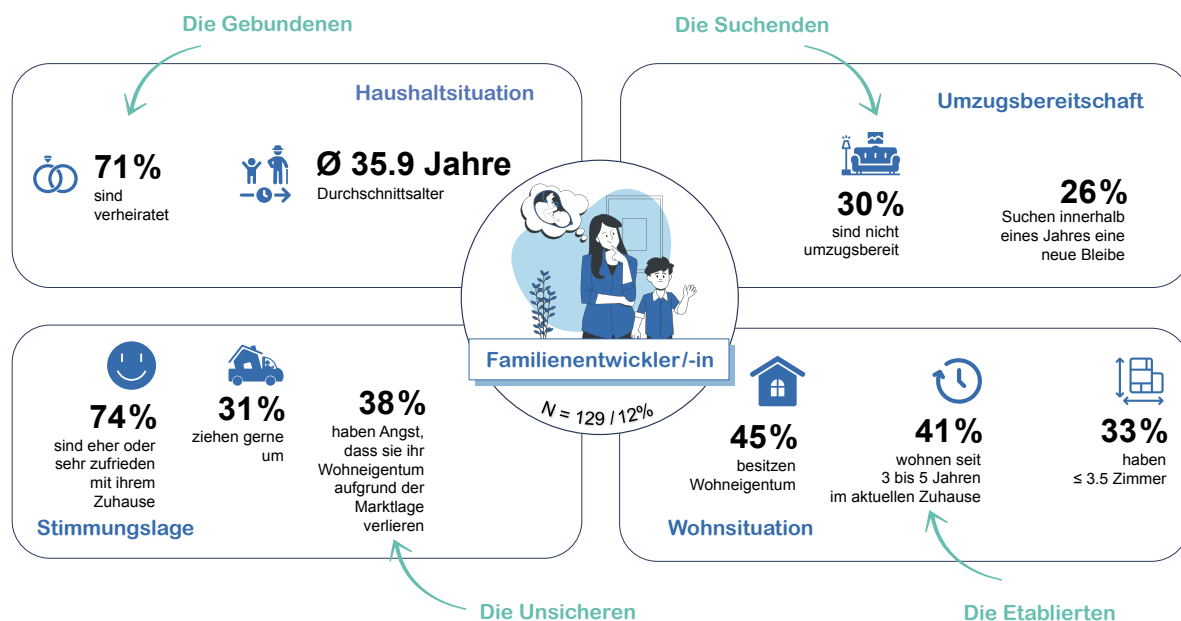 Die Gebundenen
Die Suchenden
Haushaltsituation
71%
sind
verheiratet
Ø 35.9 Jahre
Durchschnittsalter
Umzugsbereitschaft
30%
sind nicht
umzugsbereit
26%
Suchen innerhalb
eines Jahres eine
neue Bleibe
Familienentwickler/-in
N = 129 / 12%
74%
sind eher oder
sehr zufrieden
mit ihrem
Zuhause
31%
ziehen gerne
um
38%
haben Angst,
dass sie ihr
Wohneigentum
aufgrund der
Marktlage
verlieren
Stimmungslage
45%
besitzen
Wohneigentum
41%
wohnen seit
3 bis 5 Jahren
im aktuellen Zuhause
33%
haben
≤ 3.5 Zimmer
Wohnsituation
Die Unsicheren
Die Etablierten